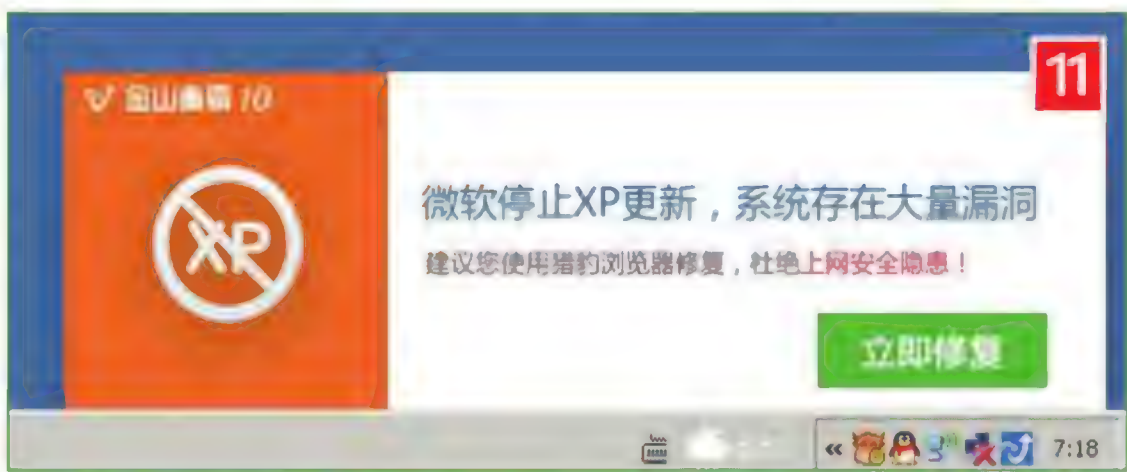 11
金山毒霸 10
XP
微软停止XP更新，系统存在大量漏洞
建议您使用猎豹浏览器修复，杜绝上网安全隐患！
立即修复
« 7:18